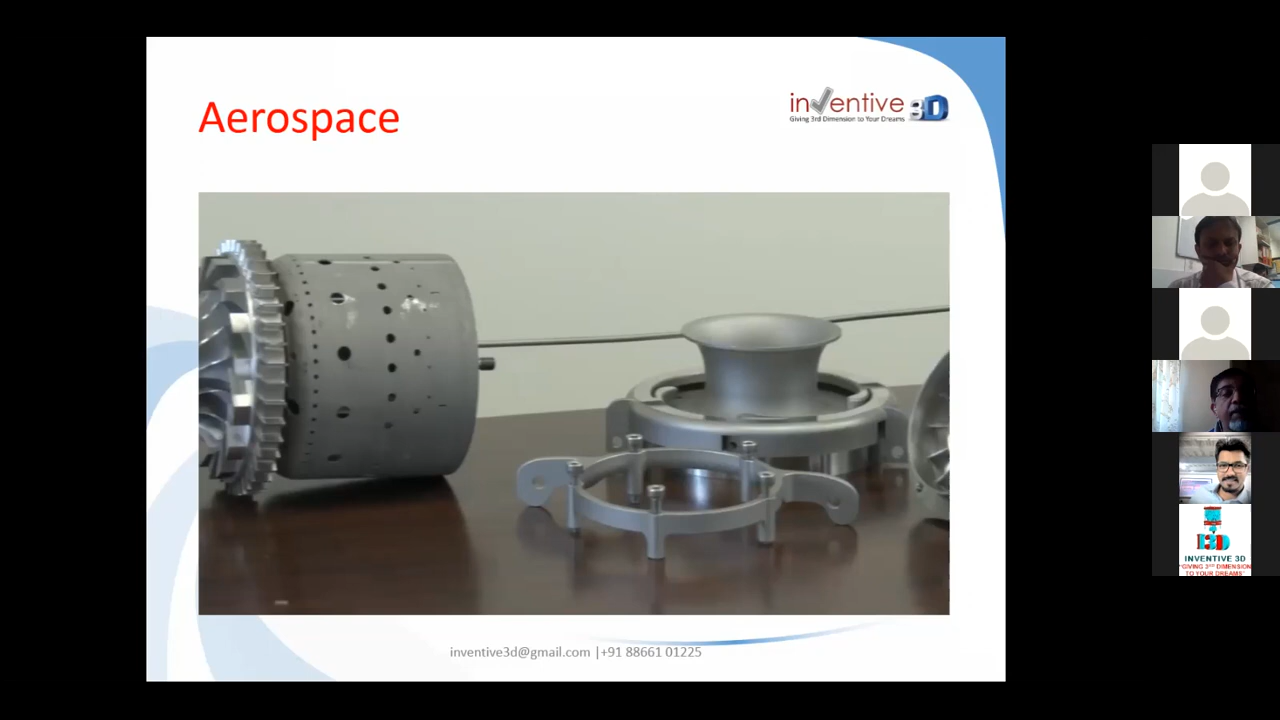 Aerospace
inventive 3D
Giving 3rd Dimension to Your Dreams
inventive3d@gmail.com |+91 88661 01225
I3D
INVENTIVE 3D
"GIVING 3RD DIMENSION
TO YOUR DREAMS"